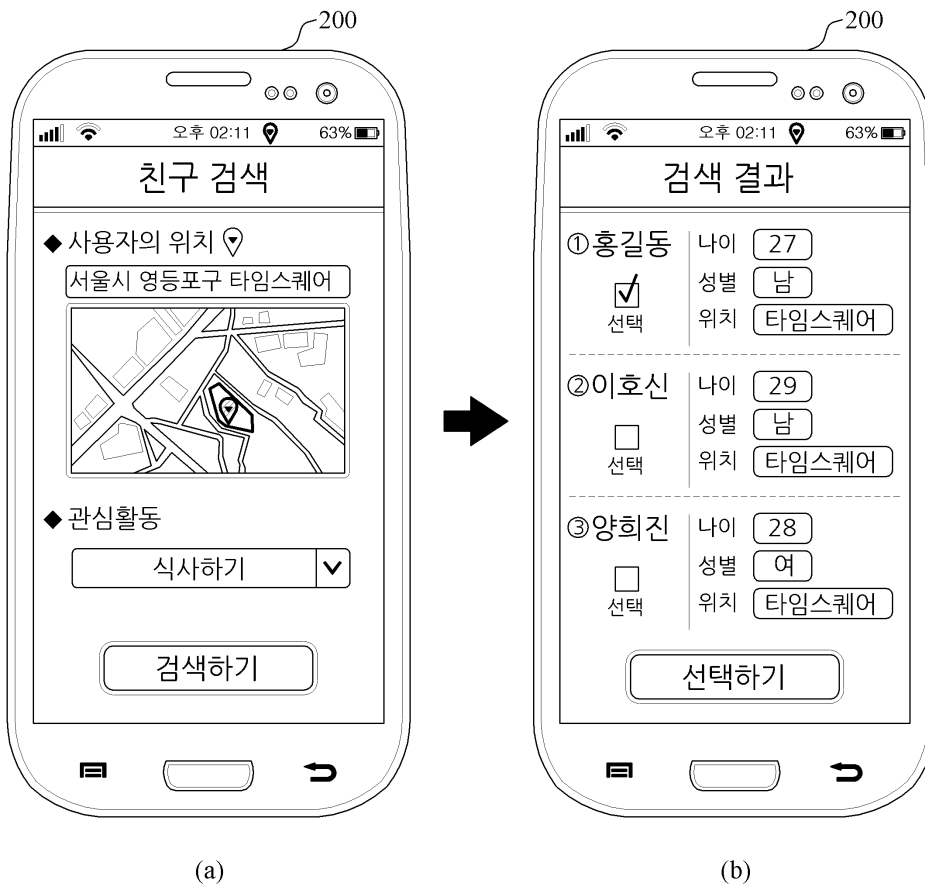 200
오후 02:11 63%
친구 검색
◆ 사용자의 위치
서울시 영등포구 타임스퀘어
◆ 관심활동
식사하기
검색하기
(a)
200
오후 02:11 63%
검색 결과
①홍길동
선택
나이 27
성별 남
위치 타임스퀘어
②이호신
선택
나이 29
성별 남
위치 타임스퀘어
③양희진
선택
나이 28
성별 여
위치 타임스퀘어
선택하기
(b)